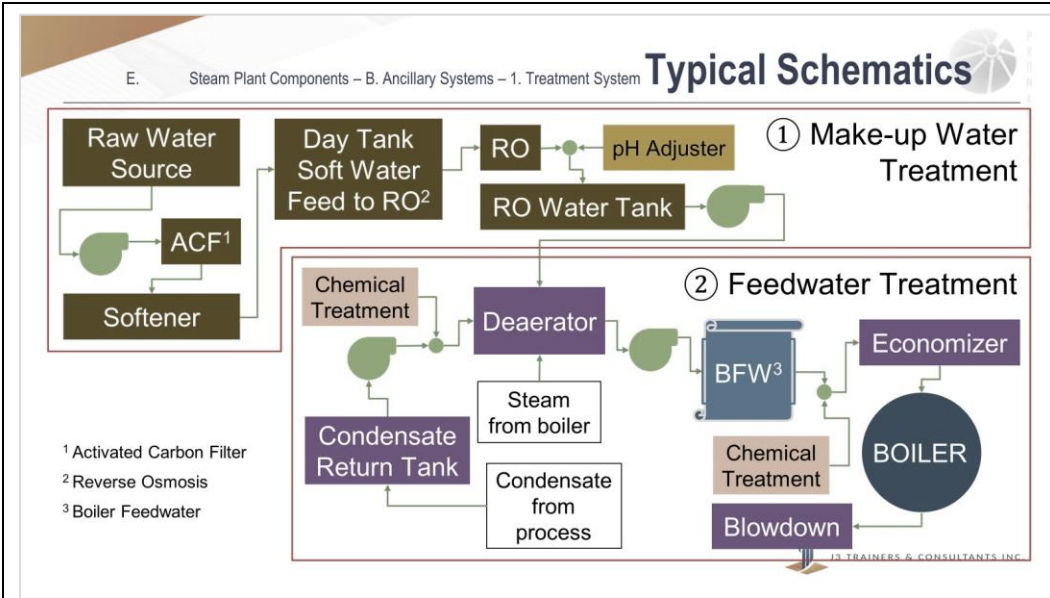 E. Steam Plant Components – B. Ancillary Systems – 1. Treatment System Typical Schematics
① Make-up Water
Treatment
Raw Water
Source
ACF¹
Softener
Day Tank
Soft Water
Feed to RO²
RO
pH Adjuster
RO Water Tank
② Feedwater Treatment
Chemical
Treatment
Deaerator
Steam
from boiler
Condensate
Return Tank
Condensate
from
process
BFW³
Chemical
Treatment
Economizer
BOILER
Blowdown
¹ Activated Carbon Filter
² Reverse Osmosis
³ Boiler Feedwater
J3 TRAINERS & CONSULTANTS INC.